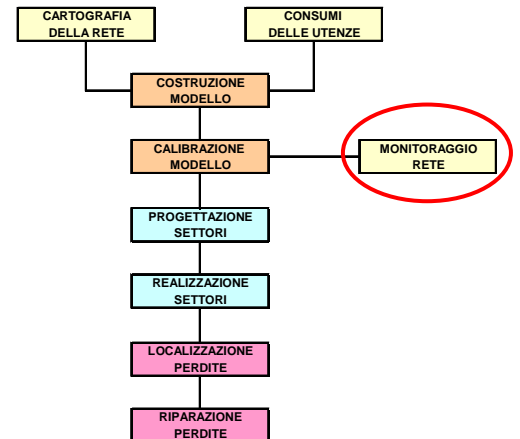 CARTOGRAFIA
DELLA RETE
CONSUMI
DELLE UTENZE
COSTRUZIONE
MODELLO
CALIBRAZIONE
MODELLO
MONITORAGGIO
RETE
PROGETTAZIONE
SETTORI
REALIZZAZIONE
SETTORI
LOCALIZZAZIONE
PERDITE
RIPARAZIONE
PERDITE